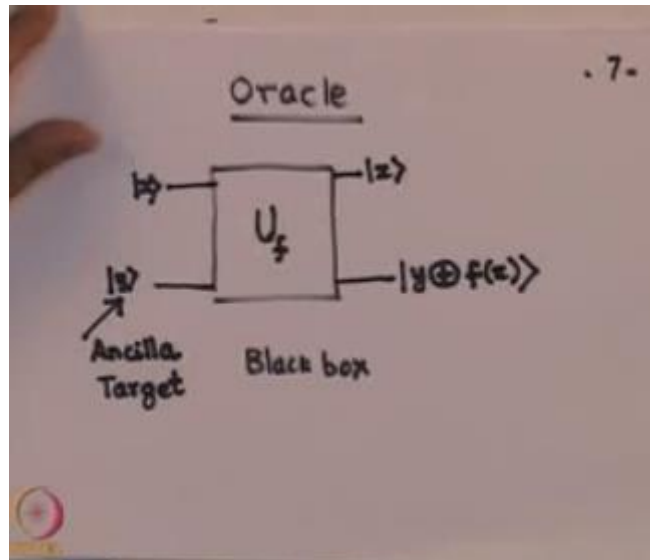 . 7-
Oracle
|x> |x>
U_f
|y> |y⊕f(x)>
Ancilla
Target
Black box